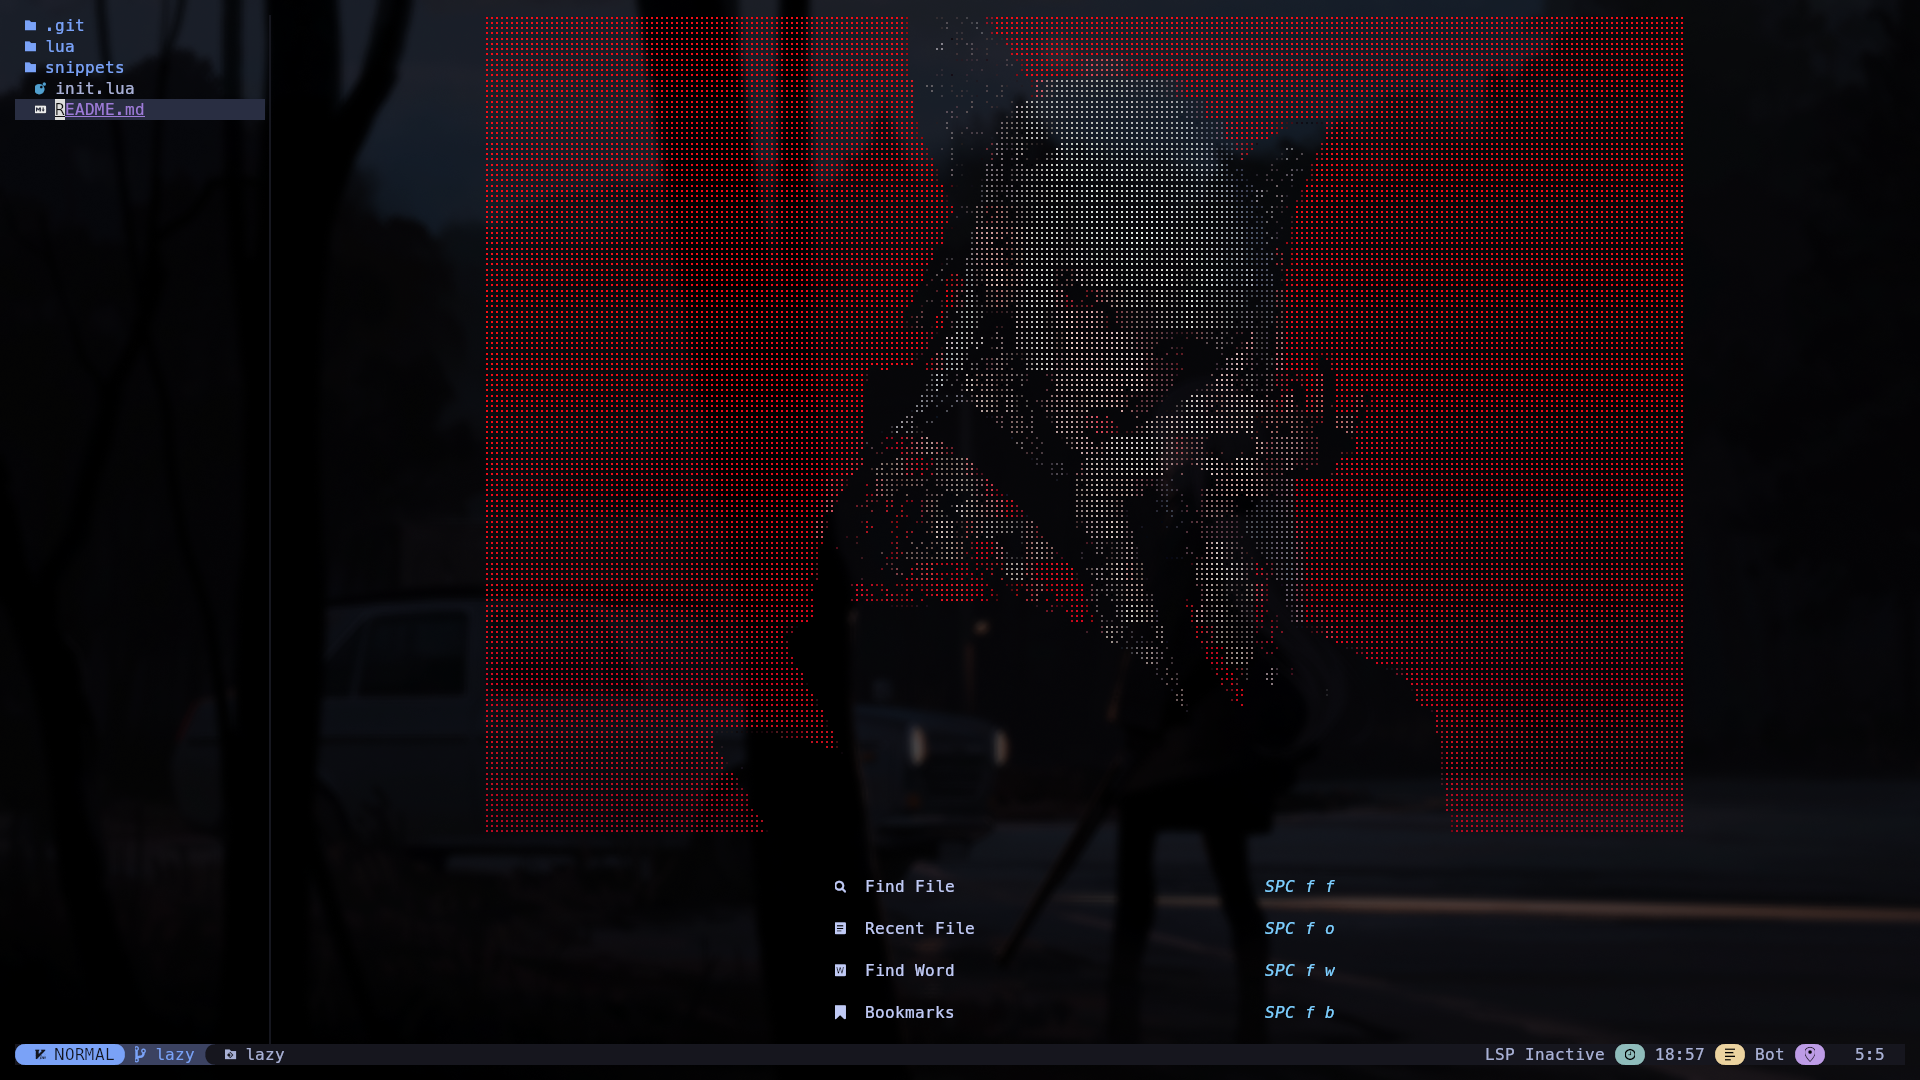 .git
lua
snippets
init.lua
README.md
Find File SPC f f
Recent File SPC f o
Find Word SPC f w
Bookmarks SPC f b
NORMAL lazy lazy LSP Inactive 18:57 Bot 5:5